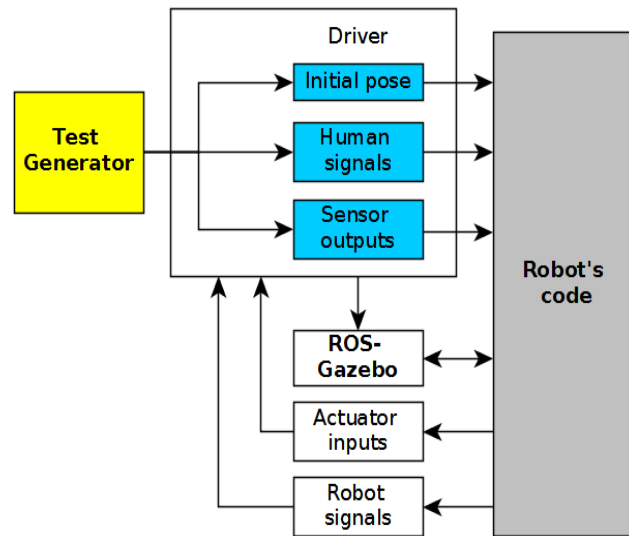 Driver
Initial pose
Test
Generator
Human
signals
Sensor
outputs
Robot's
code
ROS-
Gazebo
Actuator
inputs
Robot
signals